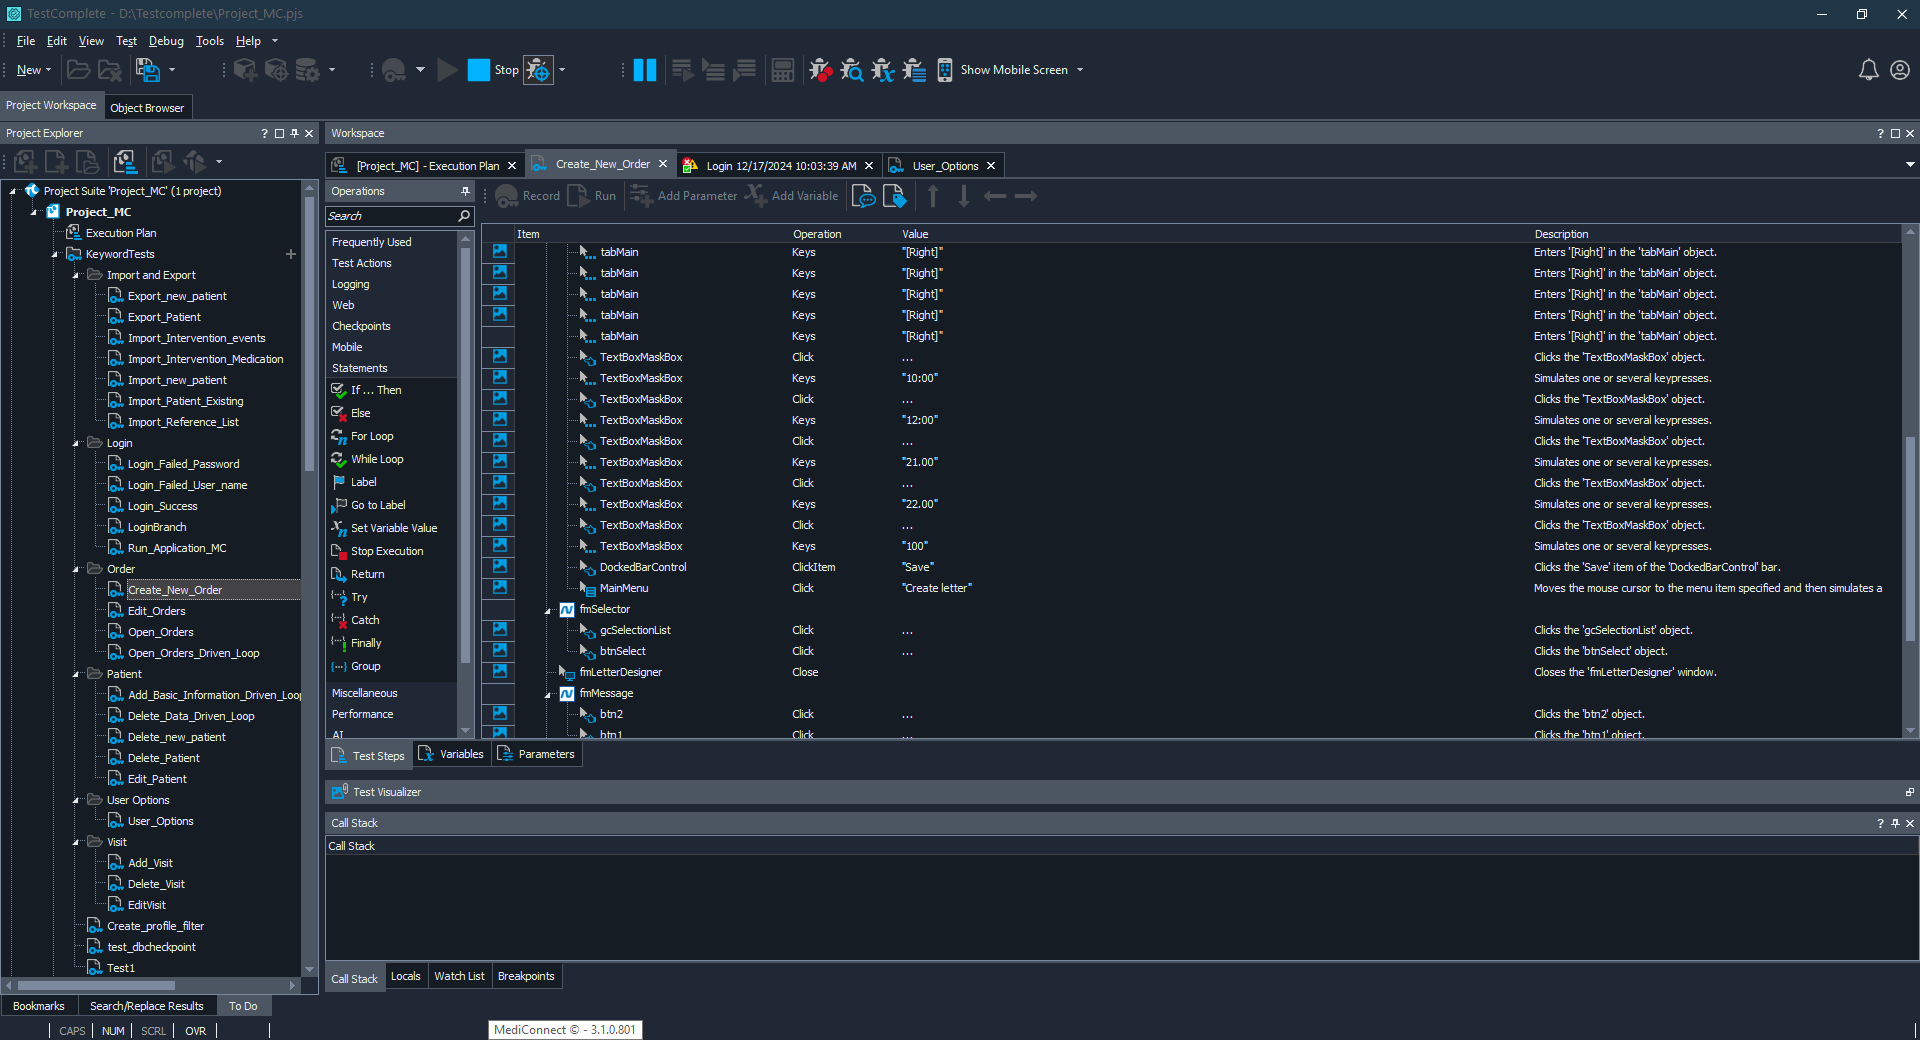 TestComplete - D:\Testcomplete\Project_MC.pjs
File Edit View Test Debug Tools Help
New Stop Show Mobile Screen
Project Workspace Object Browser
Project Explorer
Project Suite 'Project_MC' (1 project)
Project_MC
Execution Plan
KeywordTests
Import and Export
Export_new_patient
Export_Patient
Import_Intervention_events
Import_Intervention_Medication
Import_new_patient
Import_Patient_Existing
Import_Reference_List
Login
Login_Failed_Password
Login_Failed_User_name
Login_Success
LoginBranch
Run_Application_MC
Order
Create_New_Order
Edit_Orders
Open_Orders
Open_Orders_Driven_Loop
Patient
Add_Basic_Information_Driven_Loo
Delete_Data_Driven_Loop
Delete_new_patient
Delete_Patient
Edit_Patient
User Options
User_Options
Visit
Add_Visit
Delete_Visit
EditVisit
Create_profile_filter
test_dbcheckpoint
Test1
Bookmarks Search/Replace Results To Do
CAPS NUM SCRL OVR
Workspace
[Project_MC] - Execution Plan Create_New_Order Login 12/17/2024 10:03:39 AM User_Options
Operations
Search
Frequently Used
Test Actions
Logging
Web
Checkpoints
Mobile
Statements
If ... Then
Else
For Loop
While Loop
Label
Go to Label
Set Variable Value
Stop Execution
Return
Try
Catch
Finally
Group
Miscellaneous
Performance
AI
Record Run Add Parameter Add Variable
Item Operation Value Description
tabMain Keys "[Right]" Enters '[Right]' in the 'tabMain' object.
tabMain Keys "[Right]" Enters '[Right]' in the 'tabMain' object.
tabMain Keys "[Right]" Enters '[Right]' in the 'tabMain' object.
tabMain Keys "[Right]" Enters '[Right]' in the 'tabMain' object.
tabMain Keys "[Right]" Enters '[Right]' in the 'tabMain' object.
TextBoxMaskBox Click ... Clicks the 'TextBoxMaskBox' object.
TextBoxMaskBox Keys "10:00" Simulates one or several keypresses.
TextBoxMaskBox Click ... Clicks the 'TextBoxMaskBox' object.
TextBoxMaskBox Keys "12:00" Simulates one or several keypresses.
TextBoxMaskBox Click ... Clicks the 'TextBoxMaskBox' object.
TextBoxMaskBox Keys "21.00" Simulates one or several keypresses.
TextBoxMaskBox Click ... Clicks the 'TextBoxMaskBox' object.
TextBoxMaskBox Keys "22.00" Simulates one or several keypresses.
TextBoxMaskBox Click ... Clicks the 'TextBoxMaskBox' object.
TextBoxMaskBox Keys "100" Simulates one or several keypresses.
DockedBarControl ClickItem "Save" Clicks the 'Save' item of the 'DockedBarControl' bar.
MainMenu Click "Create letter" Moves the mouse cursor to the menu item specified and then simulates a
fmSelector
gcSelectionList Click ... Clicks the 'gcSelectionList' object.
btnSelect Click ... Clicks the 'btnSelect' object.
fmLetterDesigner Close Closes the 'fmLetterDesigner' window.
fmMessage
btn2 Click ... Clicks the 'btn2' object.
btn1 Click ... Clicks the 'btn1' object.
Test Steps Variables Parameters
Test Visualizer
Call Stack
Call Stack
Call Stack Locals Watch List Breakpoints
MediConnect © - 3.1.0.801